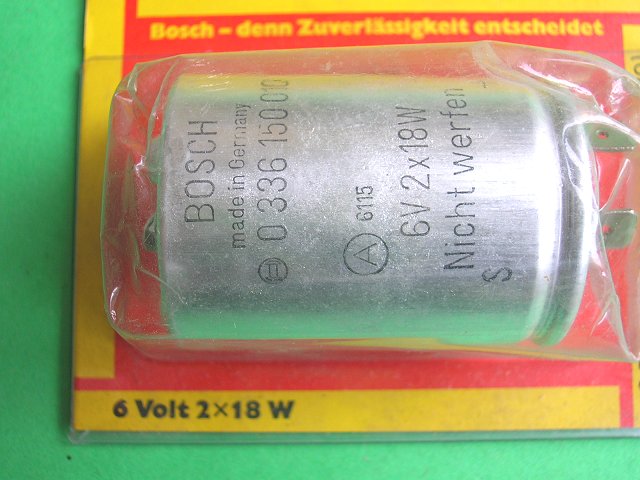 Bosch – denn Zuverlässigkeit entscheidet
BOSCH
made in Germany
0 336 150 010
A 6115
6V 2x18W
Nicht werfen
S
6 Volt 2×18 W